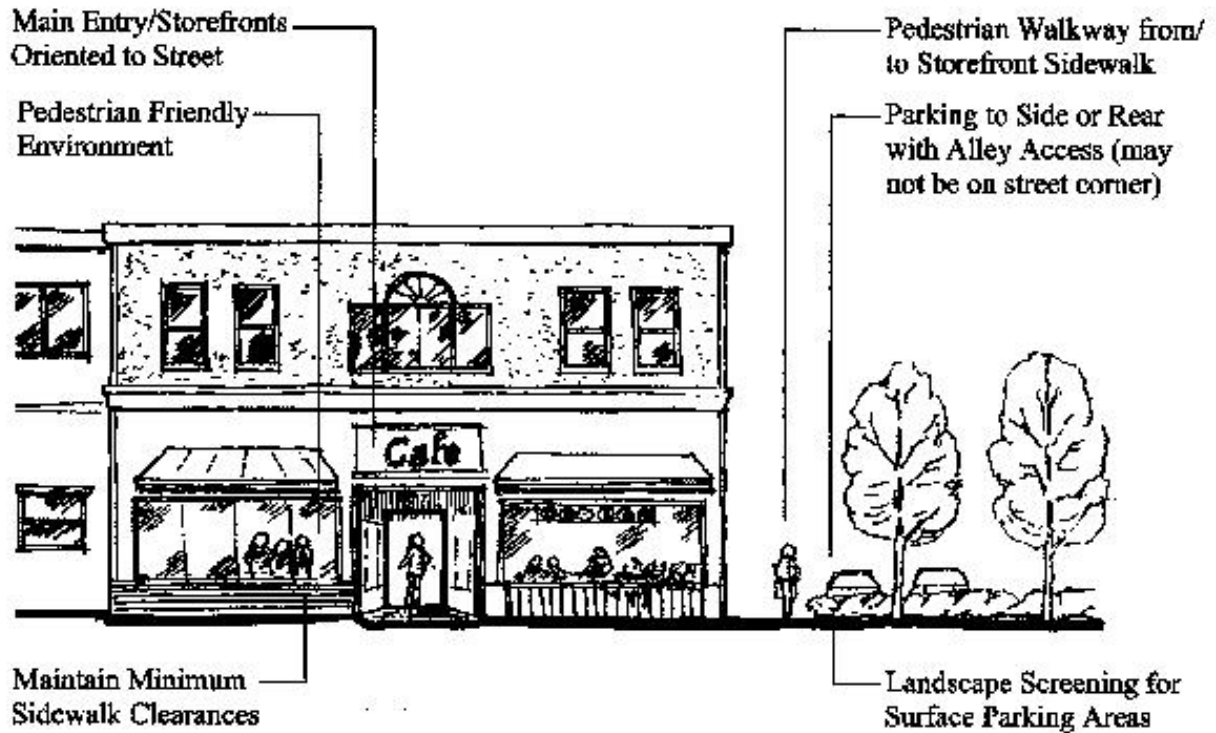 Main Entry/Storefronts
Oriented to Street
Pedestrian Friendly
Environment
Pedestrian Walkway from/
to Storefront Sidewalk
Parking to Side or Rear
with Alley Access (may
not be on street corner)
Cafe
Maintain Minimum
Sidewalk Clearances
Landscape Screening for
Surface Parking Areas